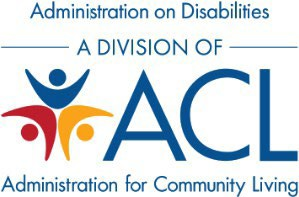 Administration on Disabilities
A DIVISION OF
ACL
Administration for Community Living